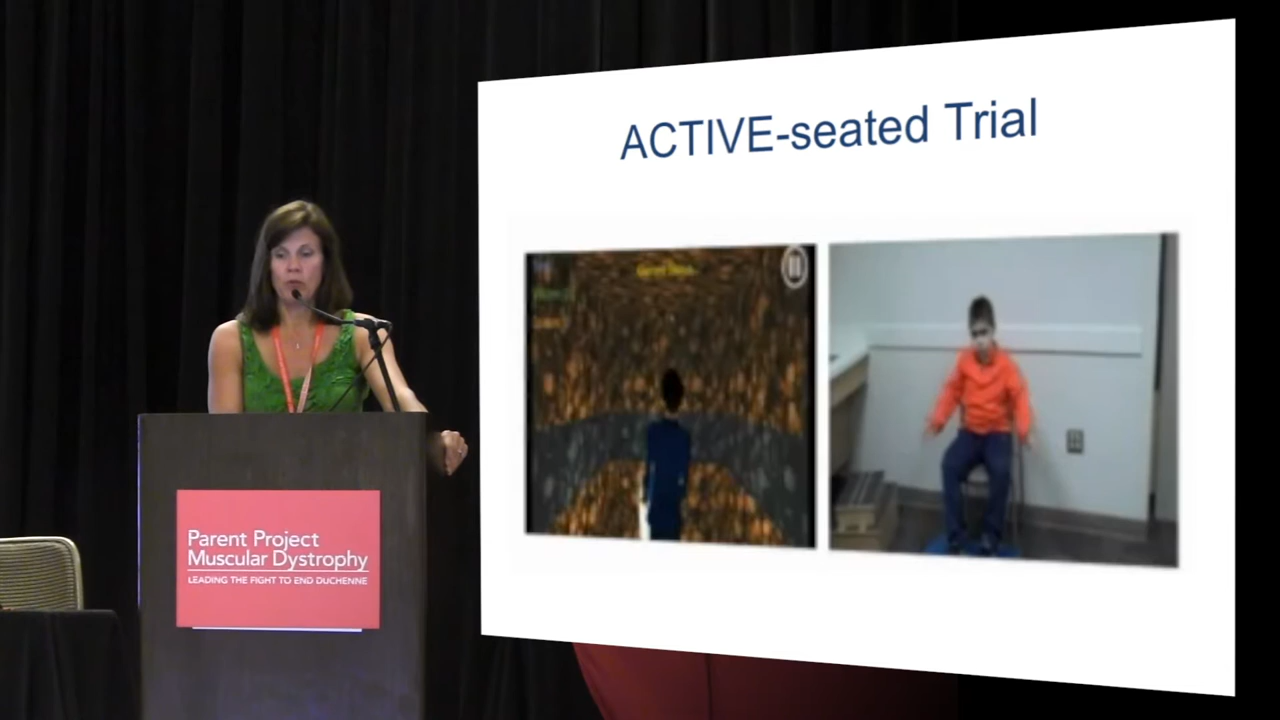 ACTIVE-seated Trial
Parent Project
Muscular Dystrophy
LEADING THE FIGHT TO END DUCHENNE